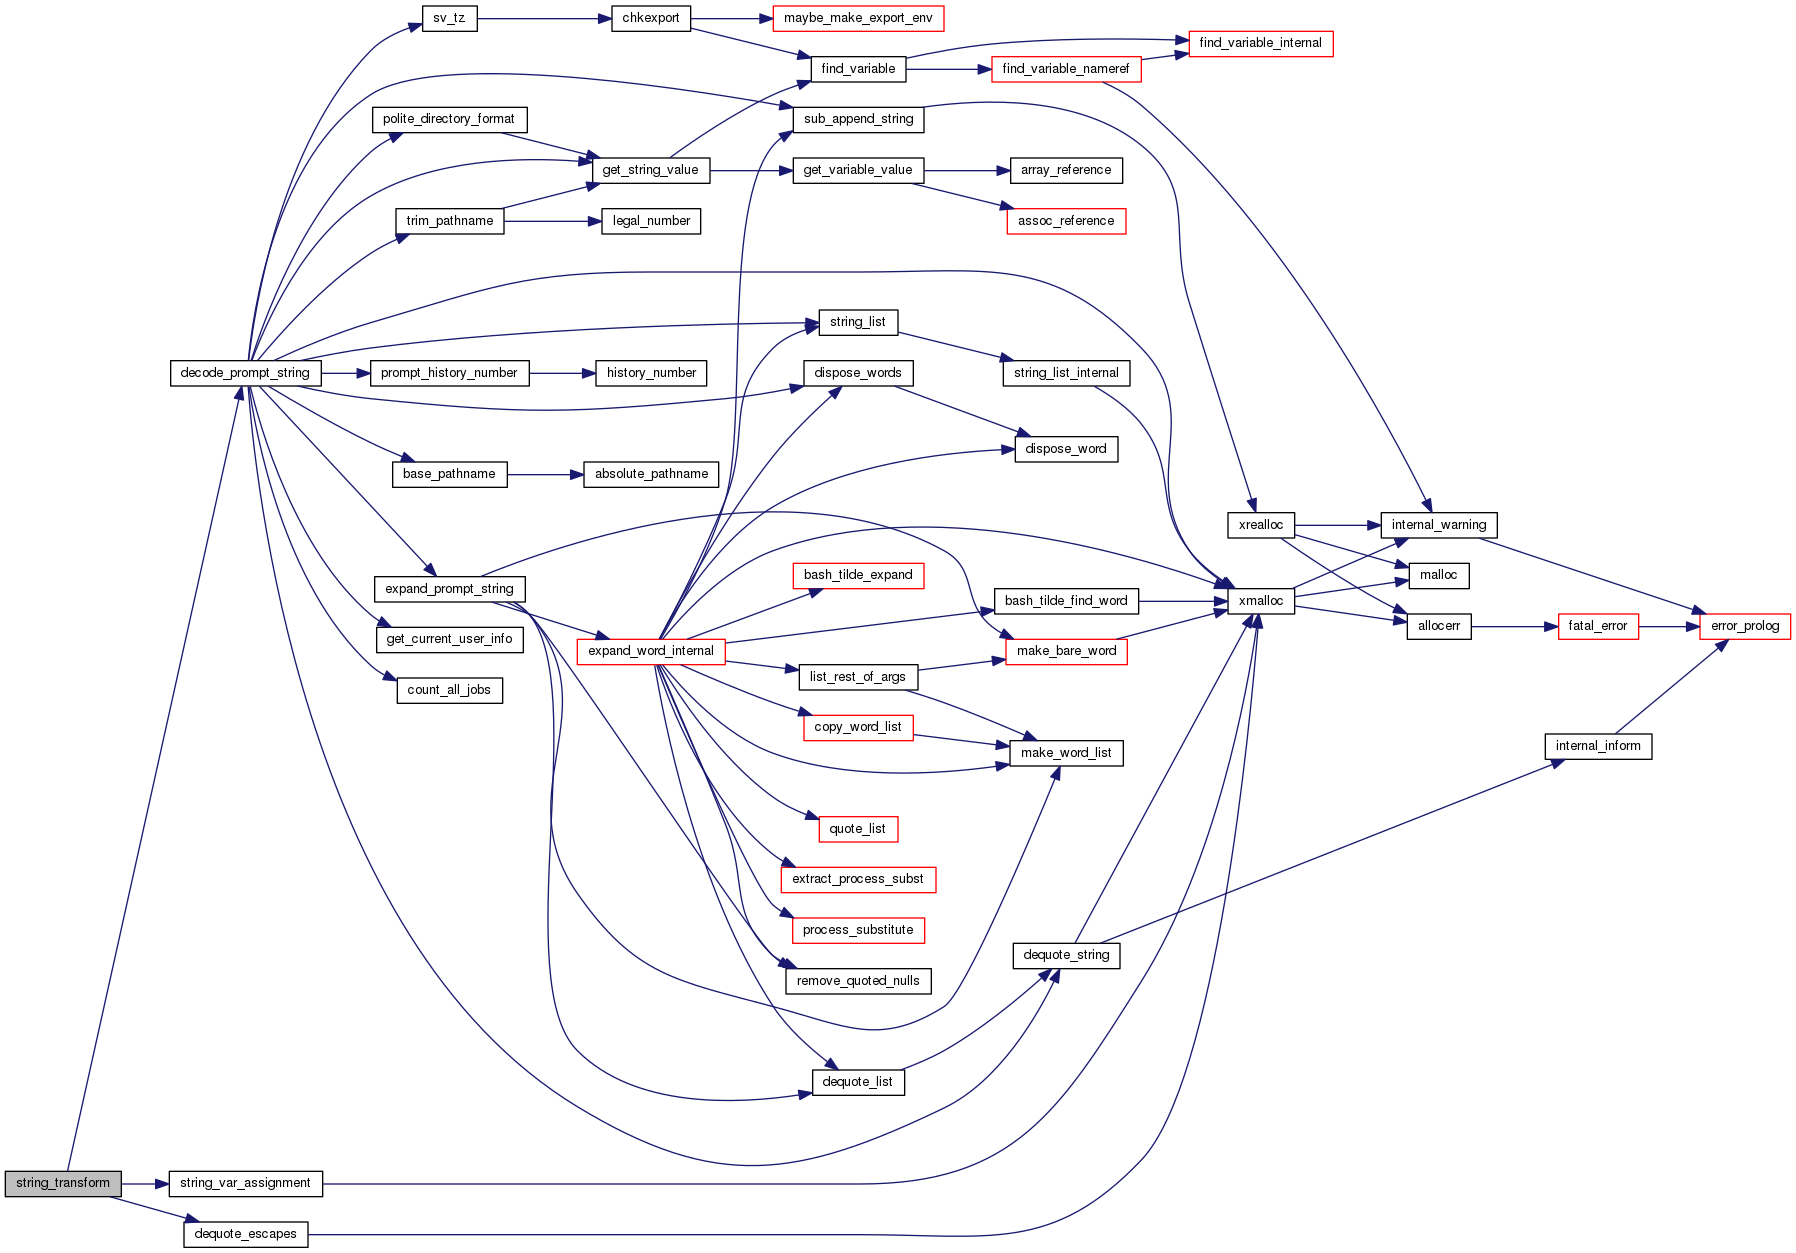 sv_tz
chkexport
maybe_make_export_env
find_variable_internal
find_variable
find_variable_nameref
polite_directory_format
sub_append_string
get_string_value
get_variable_value
array_reference
trim_pathname
legal_number
assoc_reference
string_list
decode_prompt_string
prompt_history_number
history_number
dispose_words
string_list_internal
dispose_word
base_pathname
absolute_pathname
xrealloc
internal_warning
bash_tilde_expand
malloc
expand_prompt_string
bash_tilde_find_word
xmalloc
get_current_user_info
allocerr
fatal_error
error_prolog
expand_word_internal
make_bare_word
list_rest_of_args
count_all_jobs
copy_word_list
make_word_list
internal_inform
quote_list
extract_process_subst
process_substitute
dequote_string
remove_quoted_nulls
dequote_list
string_transform
string_var_assignment
dequote_escapes